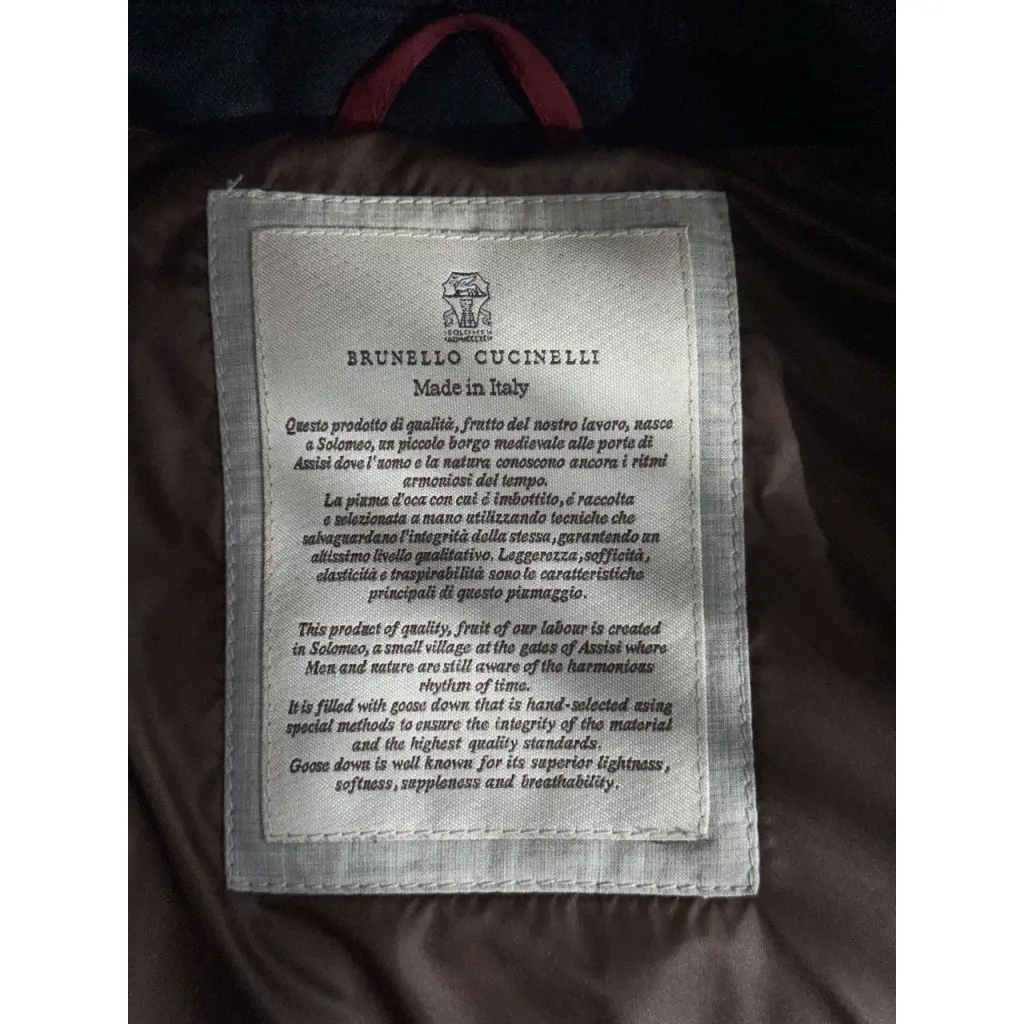 SOLOMEO
BRUNELLO CUCINELLI
Made in Italy
Questo prodotto di qualità, frutto del nostro lavoro, nasce
a Solomeo, un piccolo borgo medievale alle porte di
Assisi dove l'uomo e la natura conoscono ancora i ritmi
armoniosi del tempo.
La piuma d'oca con cui é imbottito, é raccolta
e selezionata a mano utilizzando tecniche che
salvaguardano l'integrità della stessa, garantendo un
altissimo livello qualitativo. Leggerezza, sofficità,
elasticità e traspirabilità sono le caratteristiche
principali di questo piumaggio.
This product of quality, fruit of our labour is created
in Solomeo, a small village at the gates of Assisi where
Men and nature are still aware of the harmonious
rhythm of time.
It is filled with goose down that is hand-selected using
special methods to ensure the integrity of the material
and the highest quality standards.
Goose down is well known for its superior lightness,
softness, suppleness and breathability.